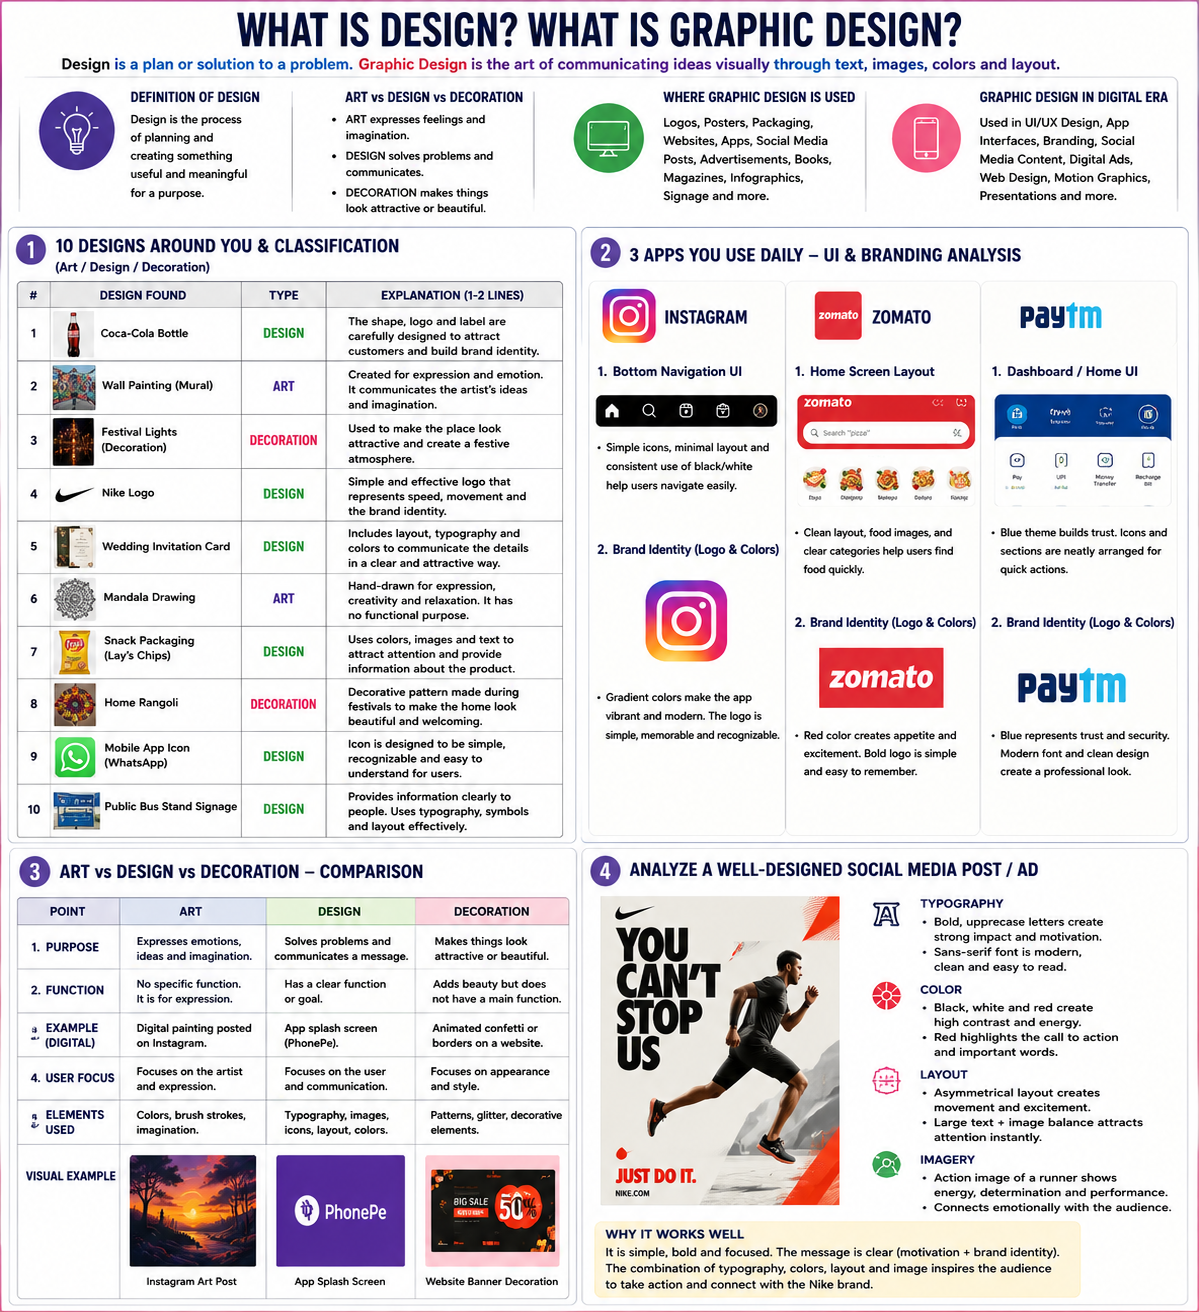 WHAT IS DESIGN? WHAT IS GRAPHIC DESIGN?
Design is a plan or solution to a problem. Graphic Design is the art of communicating ideas visually through text, images, colors and layout.
DEFINITION OF DESIGN
Design is the process
of planning and
creating something
useful and meaningful
for a purpose.
ART vs DESIGN vs DECORATION
• ART expresses feelings and
imagination.
• DESIGN solves problems and
communicates.
• DECORATION makes things
look attractive or beautiful.
WHERE GRAPHIC DESIGN IS USED
Logos, Posters, Packaging,
Websites, Apps, Social Media
Posts, Advertisements, Books,
Magazines, Infographics,
Signage and more.
GRAPHIC DESIGN IN DIGITAL ERA
Used in UI/UX Design, App
Interfaces, Branding, Social
Media Content, Digital Ads,
Web Design, Motion Graphics,
Presentations and more.
1 10 DESIGNS AROUND YOU & CLASSIFICATION
(Art / Design / Decoration)
# DESIGN FOUND TYPE EXPLANATION (1-2 LINES)
1 Coca-Cola Bottle DESIGN
The shape, logo and label are
carefully designed to attract
customers and build brand identity.
2 Wall Painting (Mural) ART
Created for expression and emotion.
It communicates the artist's ideas
and imagination.
3 Festival Lights
(Decoration) DECORATION
Used to make the place look
attractive and create a festive
atmosphere.
4 Nike Logo DESIGN
Simple and effective logo that
represents speed, movement and
the brand identity.
5 Wedding Invitation Card DESIGN
Includes layout, typography and
colors to communicate the details
in a clear and attractive way.
6 Mandala Drawing ART
Hand-drawn for expression,
creativity and relaxation. It has
no functional purpose.
7 Snack Packaging
(Lay's Chips) DESIGN
Lay's
Uses colors, images and text to
attract attention and provide
information about the product.
8 Home Rangoli DECORATION
Decorative pattern made during
festivals to make the home look
beautiful and welcoming.
9 Mobile App Icon
(WhatsApp) DESIGN
Icon is designed to be simple,
recognizable and easy to
understand for users.
10 Public Bus Stand Signage DESIGN
Provides information clearly to
people. Uses typography, symbols
and layout effectively.
2 3 APPS YOU USE DAILY – UI & BRANDING ANALYSIS
INSTAGRAM
1. Bottom Navigation UI
• Simple icons, minimal layout and
consistent use of black/white
help users navigate easily.
2. Brand Identity (Logo & Colors)
• Gradient colors make the app
vibrant and modern. The logo is
simple, memorable and recognizable.
zomato ZOMATO
1. Home Screen Layout
zomato
Search "pizza"
• Clean layout, food images, and
clear categories help users find
food quickly.
2. Brand Identity (Logo & Colors)
zomato
• Red color creates appetite and
excitement. Bold logo is simple
and easy to remember.
paytm
1. Dashboard / Home UI
Pay UPI Money
Transfer Recharge
Bill
• Blue theme builds trust. Icons and
sections are neatly arranged for
quick actions.
2. Brand Identity (Logo & Colors)
paytm
• Blue represents trust and security.
Modern font and clean design
create a professional look.
3 ART vs DESIGN vs DECORATION – COMPARISON
POINT ART DESIGN DECORATION
1. PURPOSE
Expresses emotions,
ideas and imagination.
Solves problems and
communicates a message.
Makes things look
attractive or beautiful.
2. FUNCTION
No specific function.
It is for expression.
Has a clear function
or goal.
Adds beauty but does
not have a main function.
EXAMPLE
(DIGITAL)
Digital painting posted
on Instagram.
App splash screen
(PhonePe).
Animated confetti or
borders on a website.
4. USER FOCUS
Focuses on the artist
and expression.
Focuses on the user
and communication.
Focuses on appearance
and style.
ELEMENTS
USED
Colors, brush strokes,
imagination.
Typography, images,
icons, layout, colors.
Patterns, glitter, decorative
elements.
VISUAL EXAMPLE
PhonePe
BIG SALE
50%
Instagram Art Post
App Splash Screen
Website Banner Decoration
4 ANALYZE A WELL-DESIGNED SOCIAL MEDIA POST / AD
YOU
CAN'T
STOP
US
JUST DO IT.
NIKE.COM
TYPOGRAPHY
• Bold, upprecase letters create
strong impact and motivation.
• Sans-serif font is modern,
clean and easy to read.
COLOR
• Black, white and red create
high contrast and energy.
• Red highlights the call to action
and important words.
LAYOUT
• Asymmetrical layout creates
movement and excitement.
• Large text + image balance attracts
attention instantly.
IMAGERY
• Action image of a runner shows
energy, determination and performance.
• Connects emotionally with the audience.
WHY IT WORKS WELL
It is simple, bold and focused. The message is clear (motivation + brand identity).
The combination of typography, colors, layout and image inspires the audience
to take action and connect with the Nike brand.